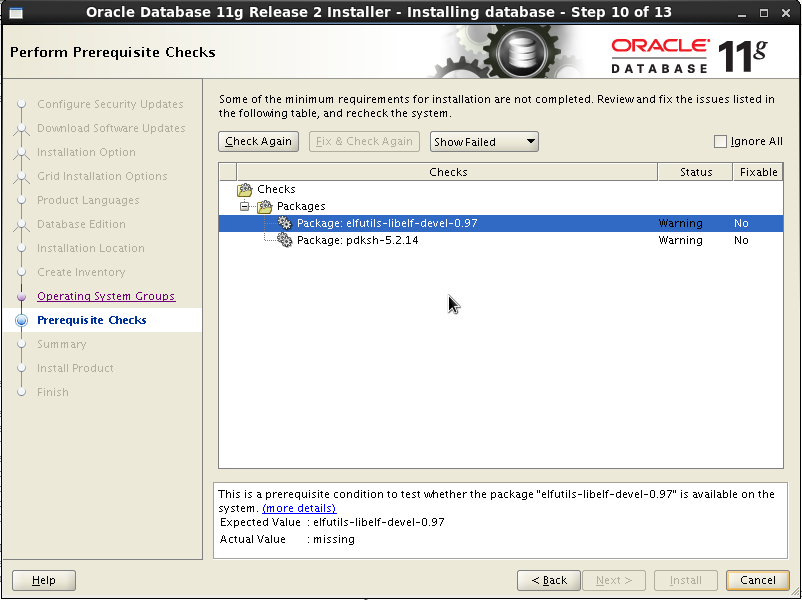 Oracle Database 11g Release 2 Installer - Installing database - Step 10 of 13
Perform Prerequisite Checks
ORACLE
DATABASE 11g
Configure Security Updates
Download Software Updates
Installation Option
Grid Installation Options
Product Languages
Database Edition
Installation Location
Create Inventory
Operating System Groups
Prerequisite Checks
Summary
Install Product
Finish
Some of the minimum requirements for installation are not completed. Review and fix the issues listed in
the following table, and recheck the system.
Check Again Fix & Check Again Show Failed Ignore All
Checks Status Fixable
Checks
Packages
Package: elfutils-libelf-devel-0.97 Warning No
Package: pdksh-5.2.14 Warning No
This is a prerequisite condition to test whether the package "elfutils-libelf-devel-0.97" is available on the
system. (more details)
Expected Value : elfutils-libelf-devel-0.97
Actual Value : missing
Help < Back Next > Install Cancel